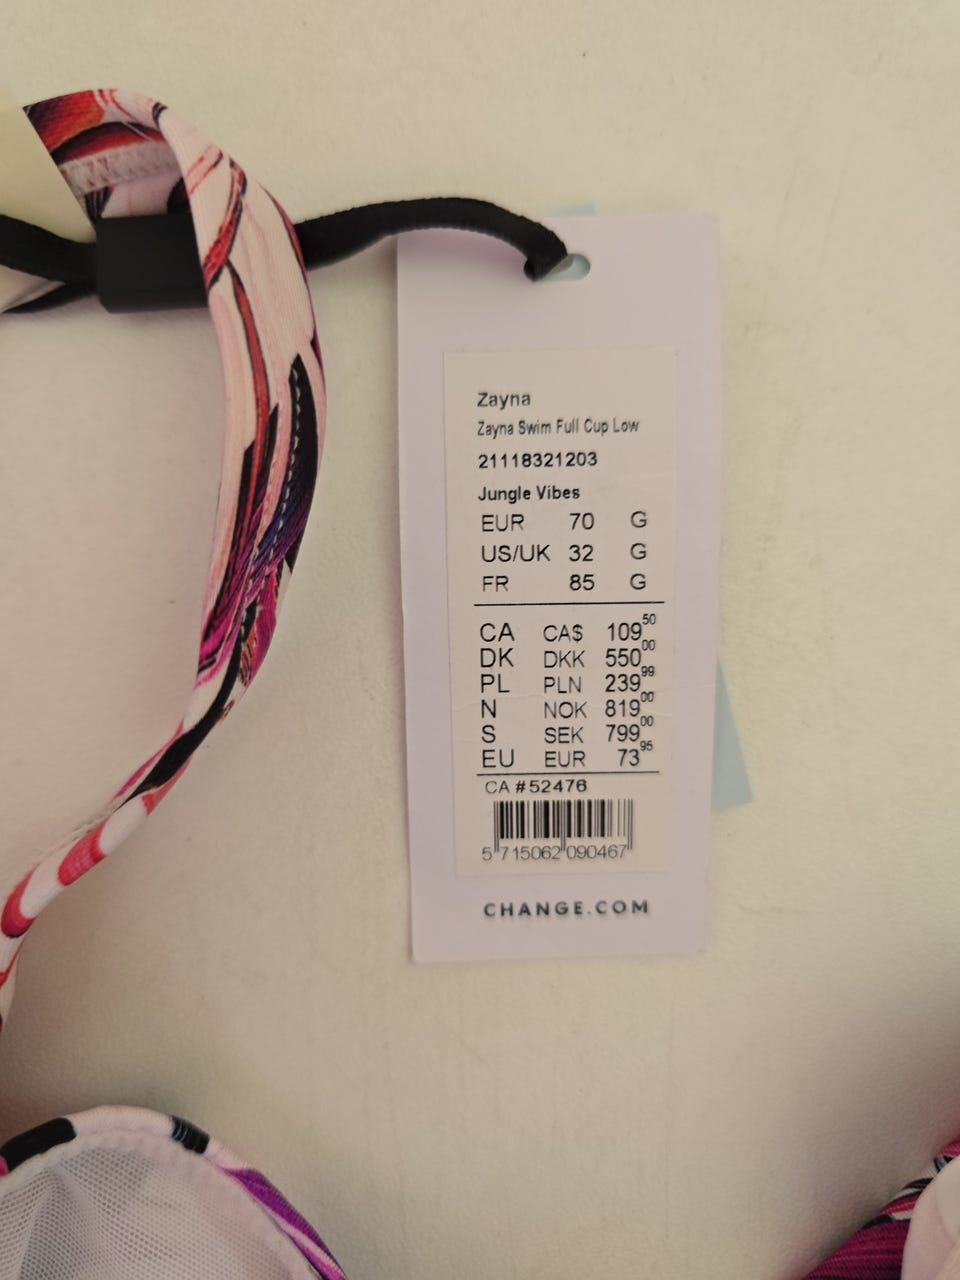 Zayna
Zayna Swim Full Cup Low
21118321203
Jungle Vibes
EUR 70 G
US/UK 32 G
FR 85 G
CA CA$ 109 50
DK DKK 550 00
PL PLN 239 99
N NOK 819 00
S SEK 799 00
EU EUR 73 95
CA #52476
5 715062 090467
CHANGE.COM